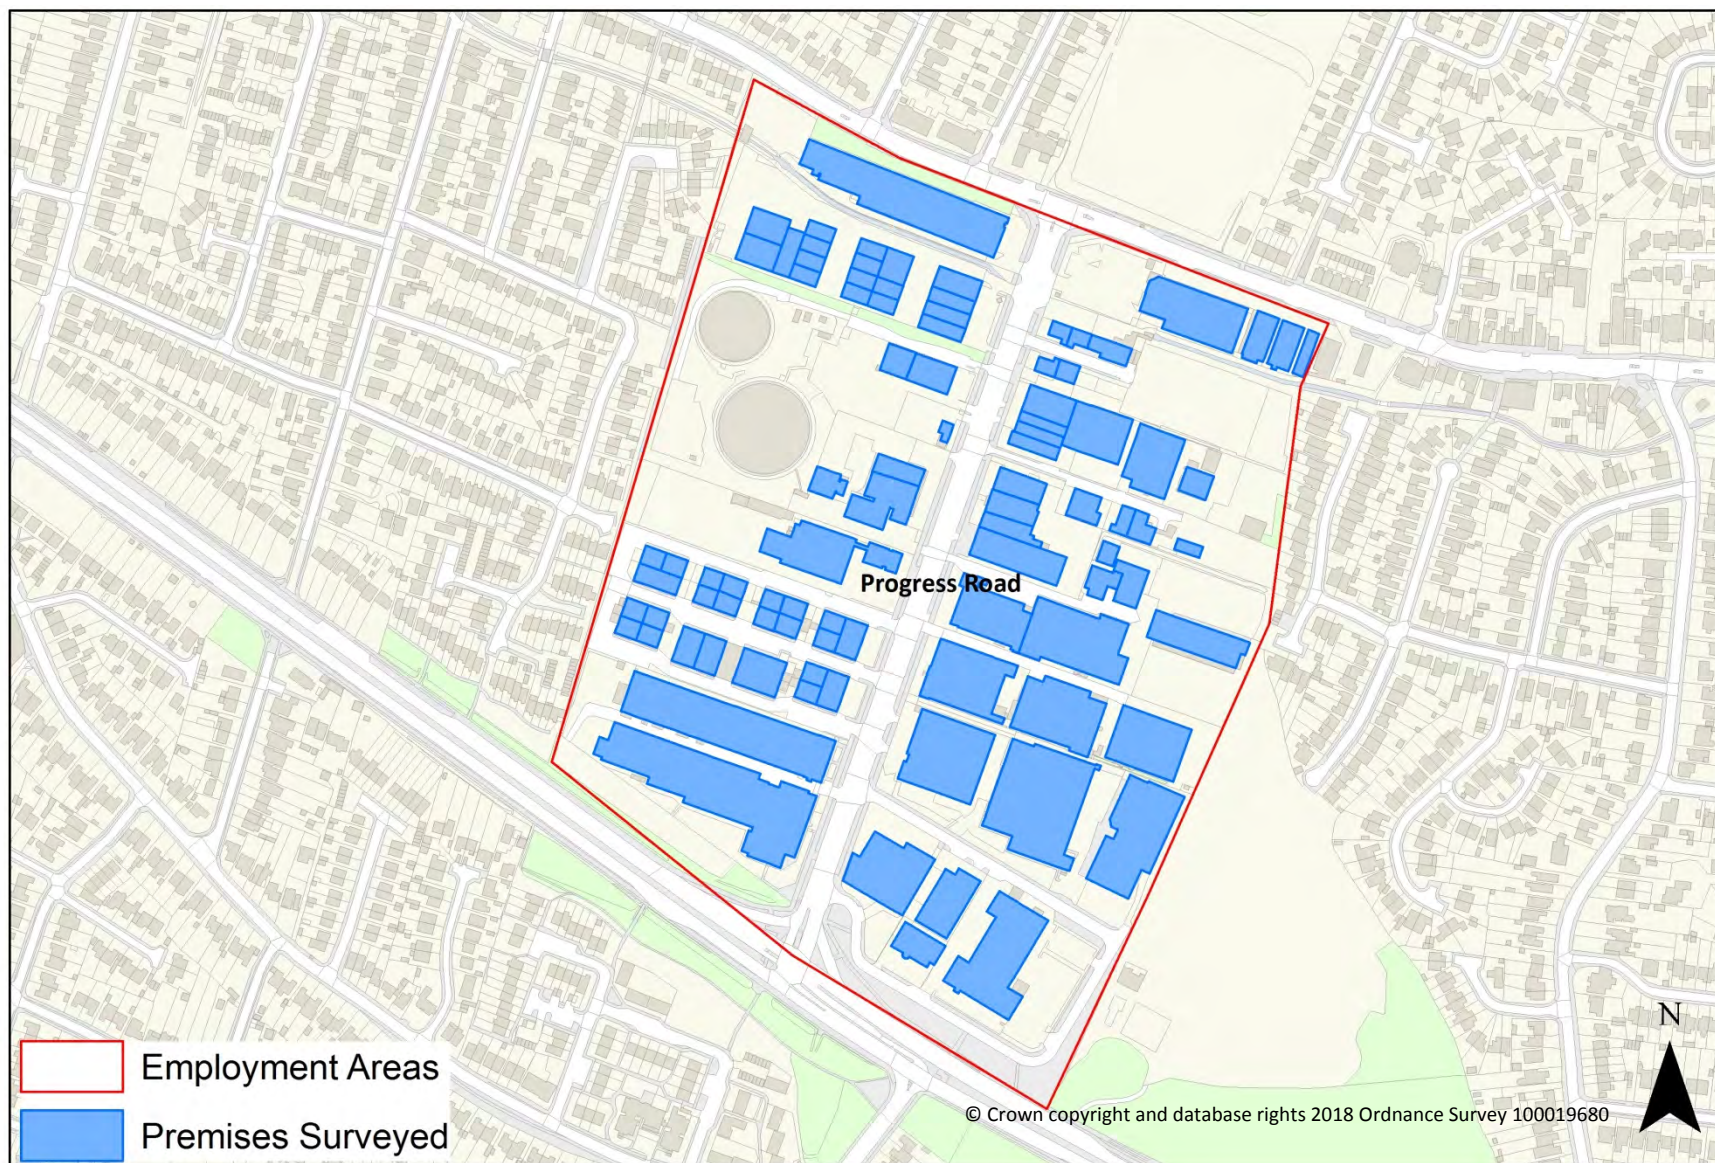 Progress Road
N
Employment Areas
Premises Surveyed
© Crown copyright and database rights 2018 Ordnance Survey 100019680